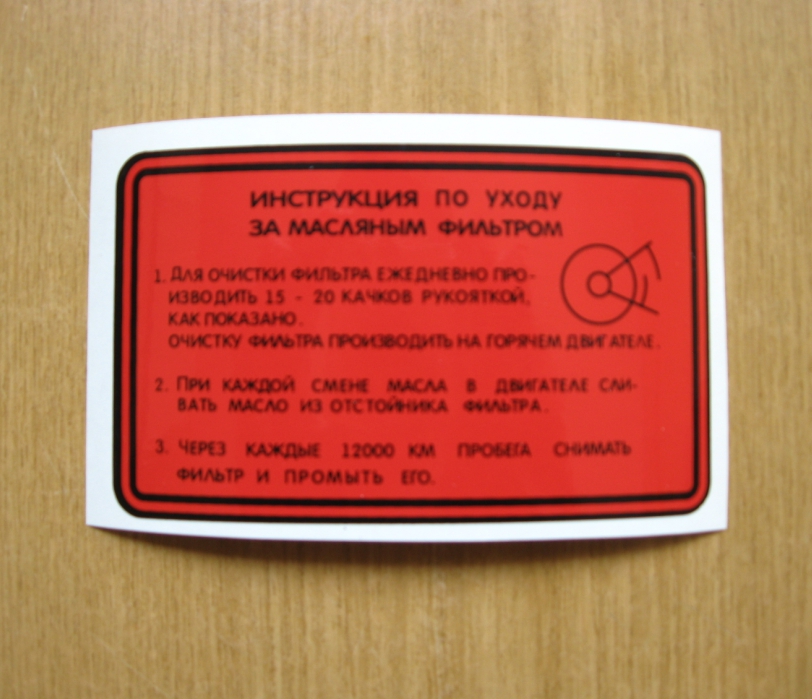 ИНСТРУКЦИЯ ПО УХОДУ
ЗА МАСЛЯНЫМ ФИЛЬТРОМ
1. ДЛЯ ОЧИСТКИ ФИЛЬТРА ЕЖЕДНЕВНО ПРО-
ИЗВОДИТЬ 15 - 20 КАЧКОВ РУКОЯТКОЙ,
КАК ПОКАЗАНО.
ОЧИСТКУ ФИЛЬТРА ПРОИЗВОДИТЬ НА ГОРЯЧЕМ ДВИГАТЕЛЕ.
2. ПРИ КАЖДОЙ СМЕНЕ МАСЛА В ДВИГАТЕЛЕ СЛИ-
ВАТЬ МАСЛО ИЗ ОТСТОЙНИКА ФИЛЬТРА.
3. ЧЕРЕЗ КАЖДЫЕ 12000 КМ ПРОБЕГА СНИМАТЬ
ФИЛЬТР И ПРОМЫТЬ ЕГО.